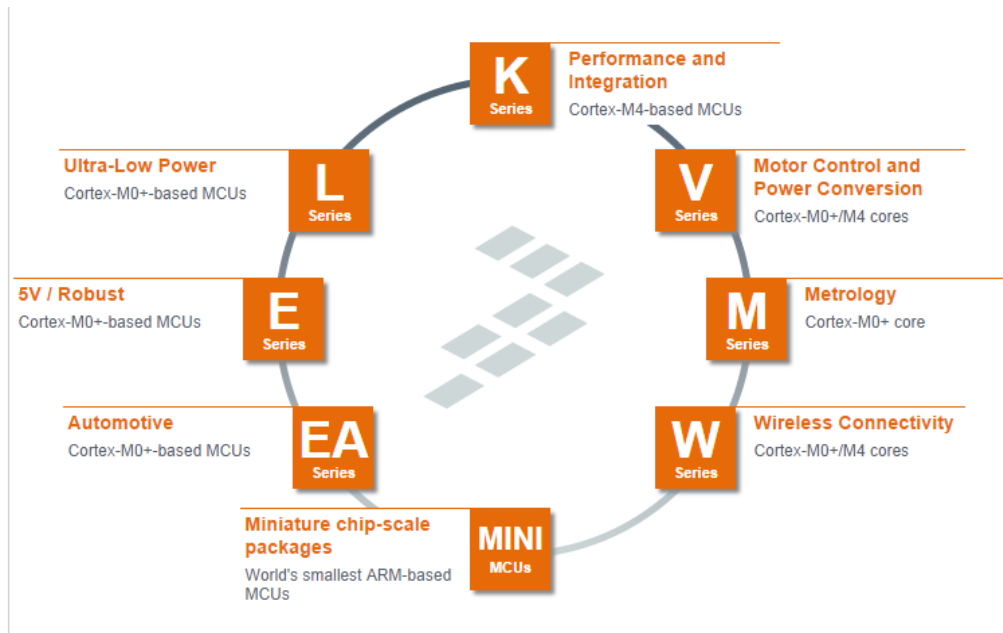 K
Series
Performance and
Integration
Cortex-M4-based MCUs
Ultra-Low Power
Cortex-M0+-based MCUs
L
Series
V
Series
Motor Control and
Power Conversion
Cortex-M0+/M4 cores
5V / Robust
Cortex-M0+-based MCUs
E
Series
M
Series
Metrology
Cortex-M0+ core
Automotive
Cortex-M0+-based MCUs
EA
Series
W
Series
Wireless Connectivity
Cortex-M0+/M4 cores
Miniature chip-scale
packages
World's smallest ARM-based
MCUs
MINI
MCUs